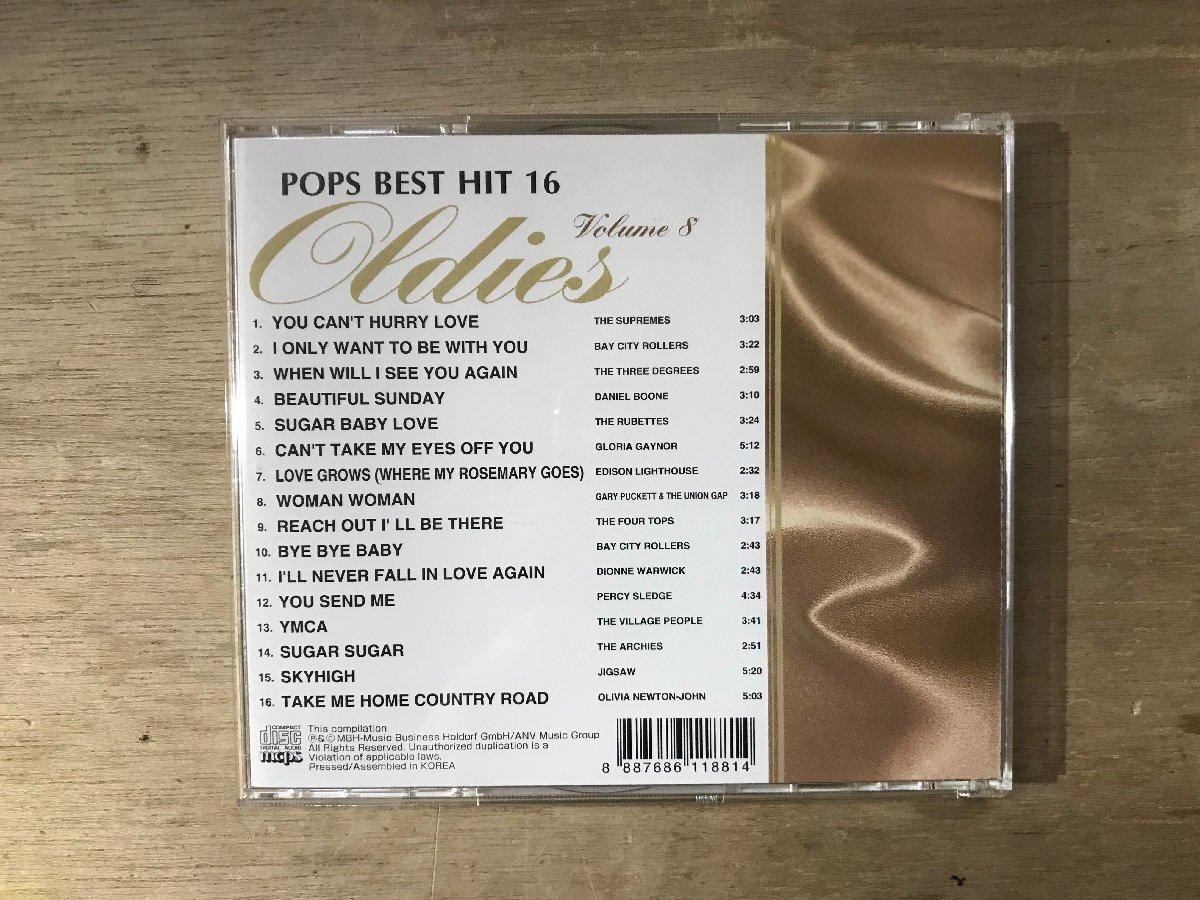 POPS BEST HIT 16
Oldies
Volume 8
1. YOU CAN'T HURRY LOVE THE SUPREMES 3:03
2. I ONLY WANT TO BE WITH YOU BAY CITY ROLLERS 3:22
3. WHEN WILL I SEE YOU AGAIN THE THREE DEGREES 2:59
4. BEAUTIFUL SUNDAY DANIEL BOONE 3:10
5. SUGAR BABY LOVE THE RUBETTES 3:24
6. CAN'T TAKE MY EYES OFF YOU GLORIA GAYNOR 5:12
7. LOVE GROWS (WHERE MY ROSEMARY GOES) EDISON LIGHTHOUSE 2:32
8. WOMAN WOMAN GARY PUCKETT & THE UNION GAP 3:18
9. REACH OUT I' LL BE THERE THE FOUR TOPS 3:17
10. BYE BYE BABY BAY CITY ROLLERS 2:43
11. I'LL NEVER FALL IN LOVE AGAIN DIONNE WARWICK 2:43
12. YOU SEND ME PERCY SLEDGE 4:34
13. YMCA THE VILLAGE PEOPLE 3:41
14. SUGAR SUGAR THE ARCHIES 2:51
15. SKYHIGH JIGSAW 5:20
16. TAKE ME HOME COUNTRY ROAD OLIVIA NEWTON-JOHN 5:03
COMPACT
disc
DIGITAL AUDIO
mcps
This compilation
℗&© MBH-Music Business Holdorf GmbH/ANV Music Group
All Rights Reserved. Unauthorized duplication is a
Violation of applicable laws.
Pressed/Assembled in KOREA
8 887686 118814